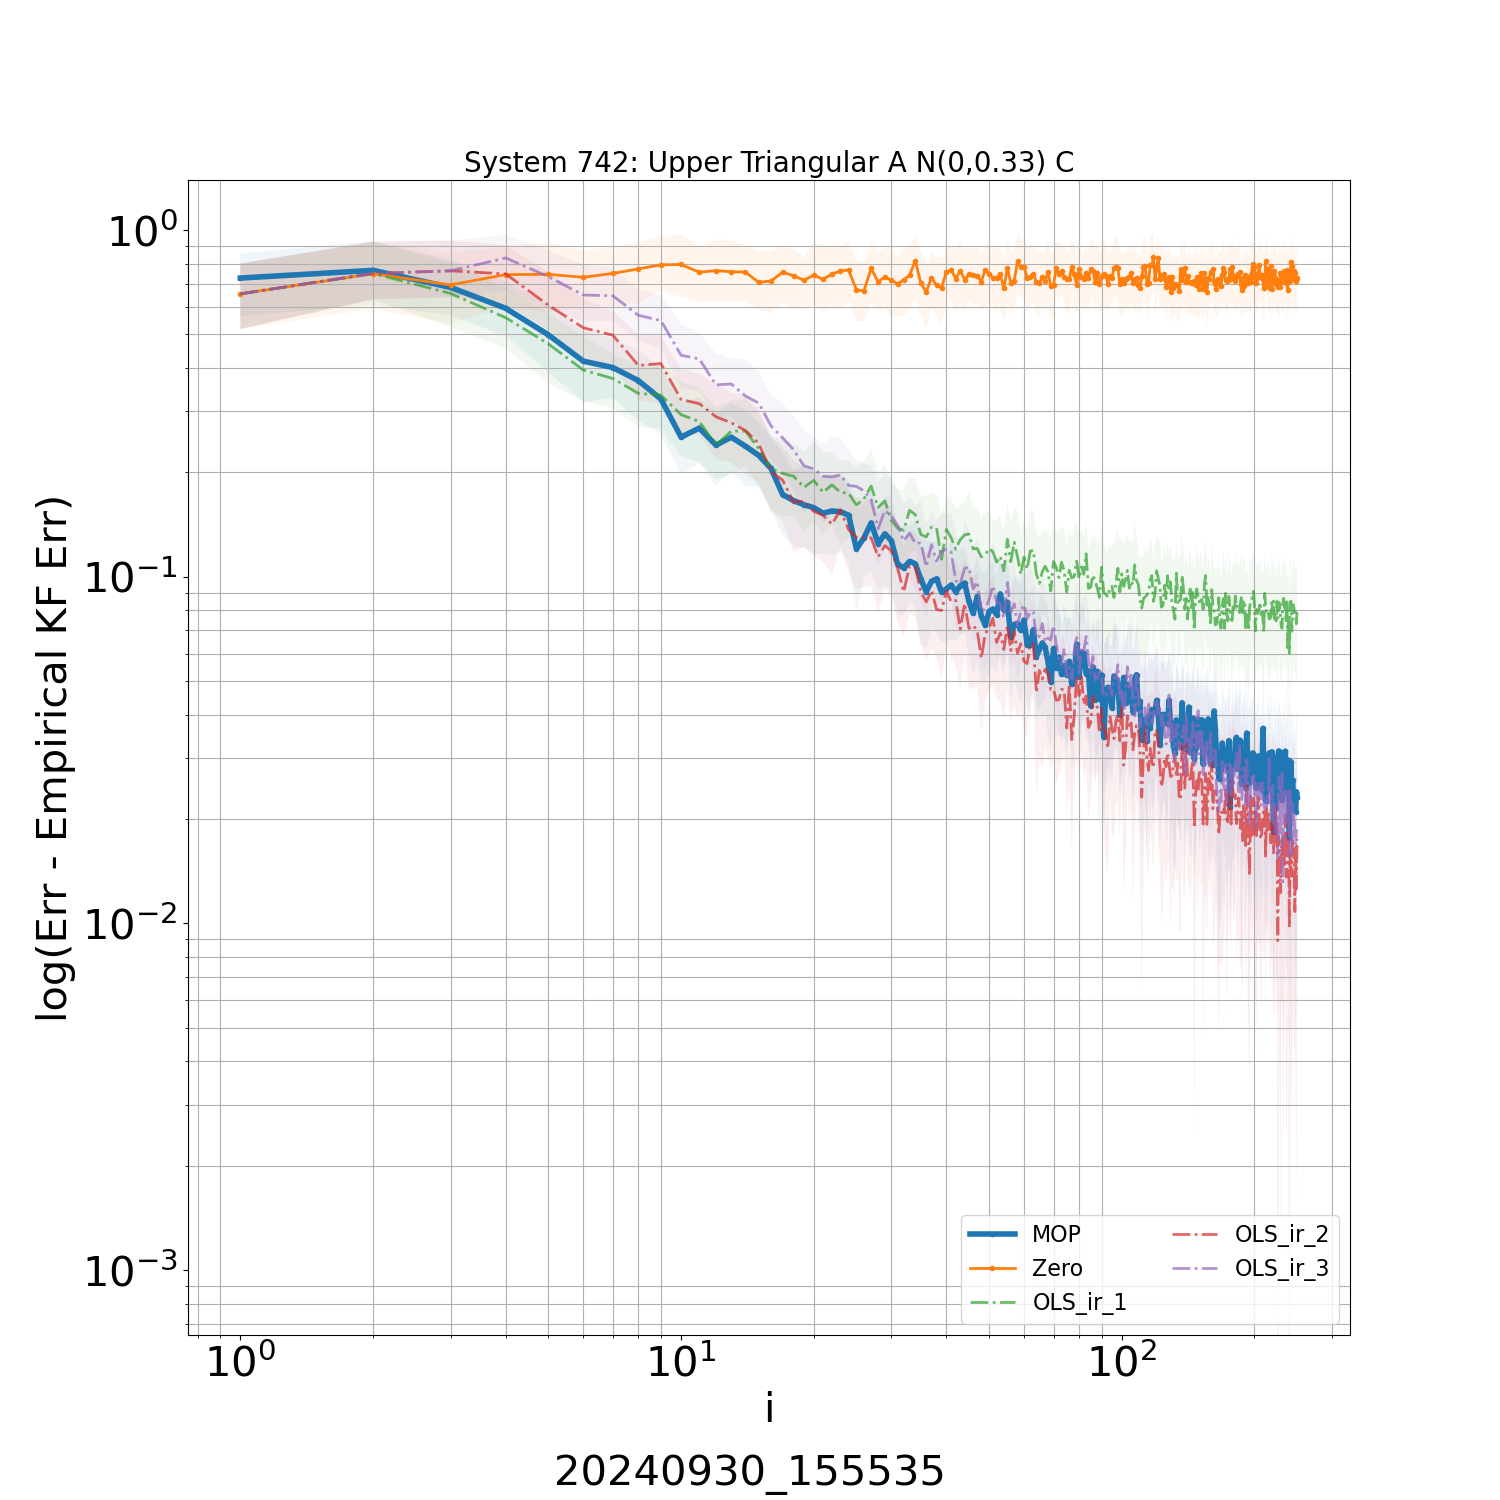 System 742: Upper Triangular A N(0,0.33) C
log(Err - Empirical KF Err)
10^0
10^-1
10^-2
10^-3
MOP
Zero
OLS_ir_1
OLS_ir_2
OLS_ir_3
10^0 10^1 10^2
i
20240930_155535